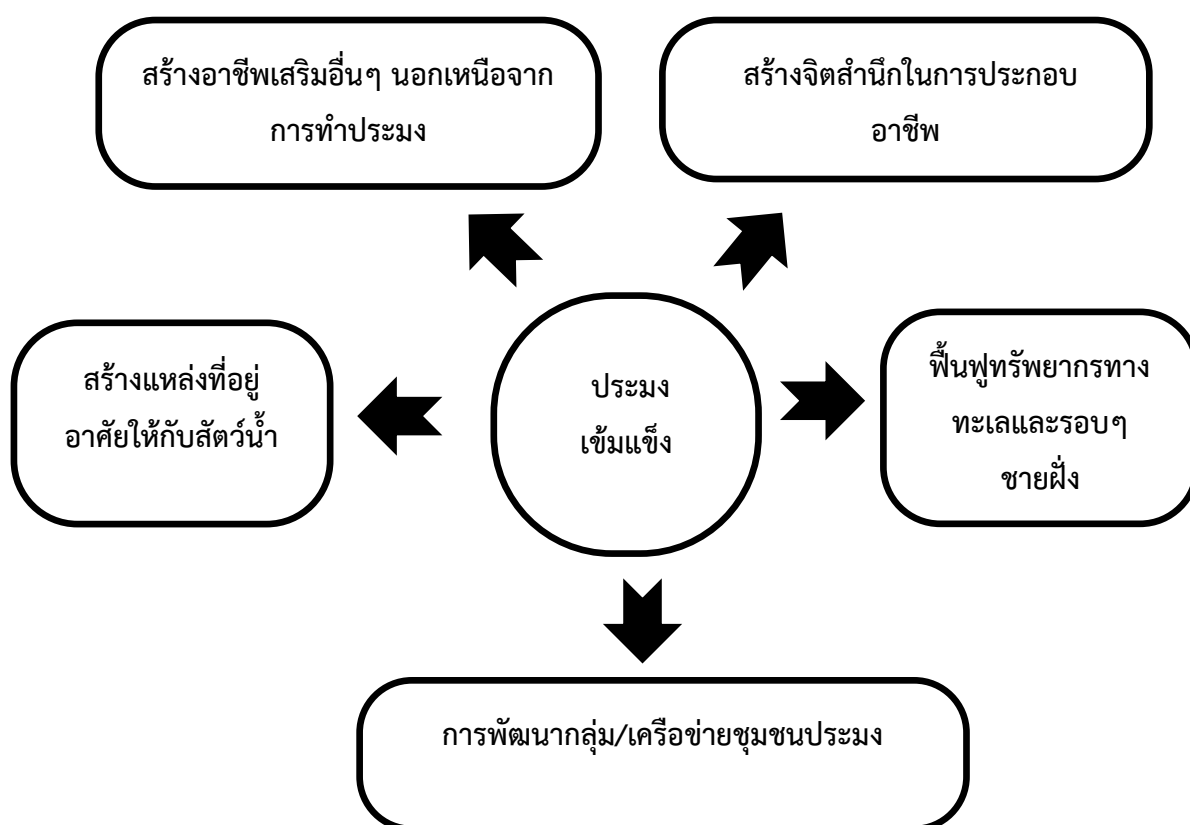 สร้างอาชีพเสริมอื่นๆ นอกเหนือจาก
การทำประมง
สร้างจิตสำนึกในการประกอบ
อาชีพ
สร้างแหล่งที่อยู่
อาศัยให้กับสัตว์น้ำ
ประมง
เข้มแข็ง
ฟื้นฟูทรัพยากรทาง
ทะเลและรอบๆ
ชายฝั่ง
การพัฒนากลุ่ม/เครือข่ายชุมชนประมง